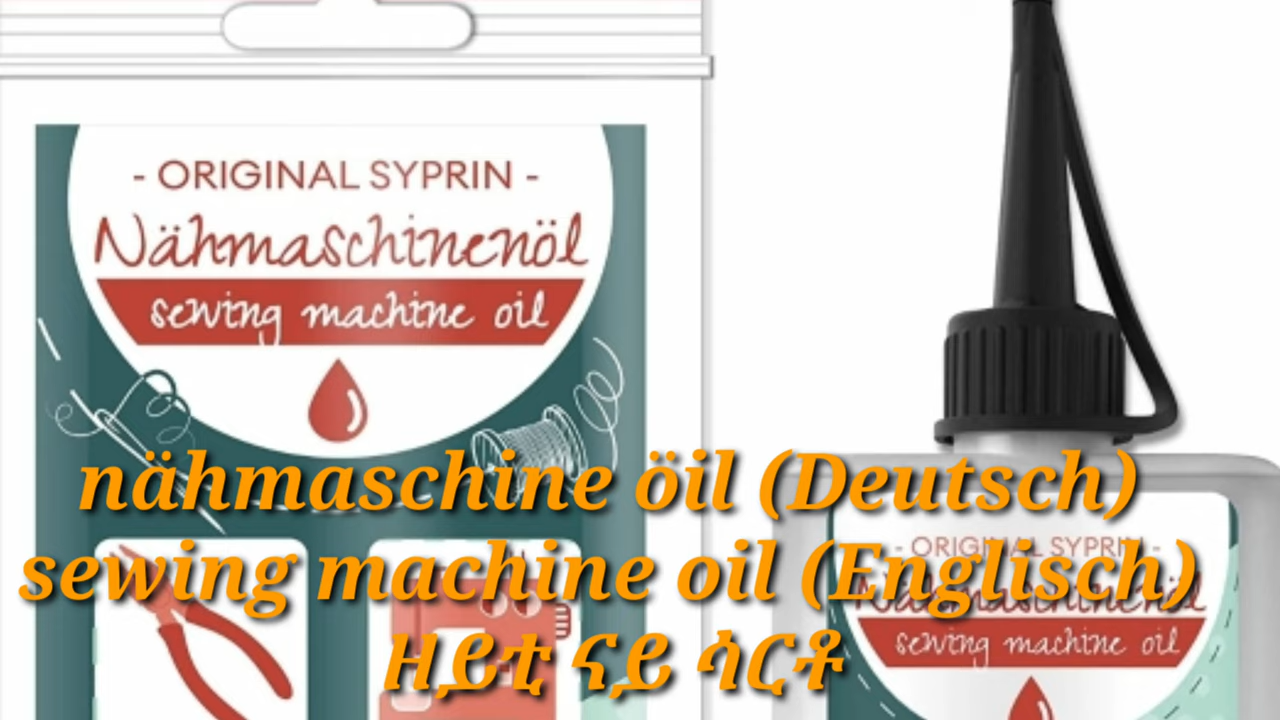 - ORIGINAL SYPRIN -
Nähmaschinenöl
sewing machine oil
nähmaschine öil (Deutsch)
sewing machine oil (Englisch)
ዘይቲ ናይ ሳርቶ
- ORIGINAL SYPRIN -
Nähmaschinenöl
sewing machine oil